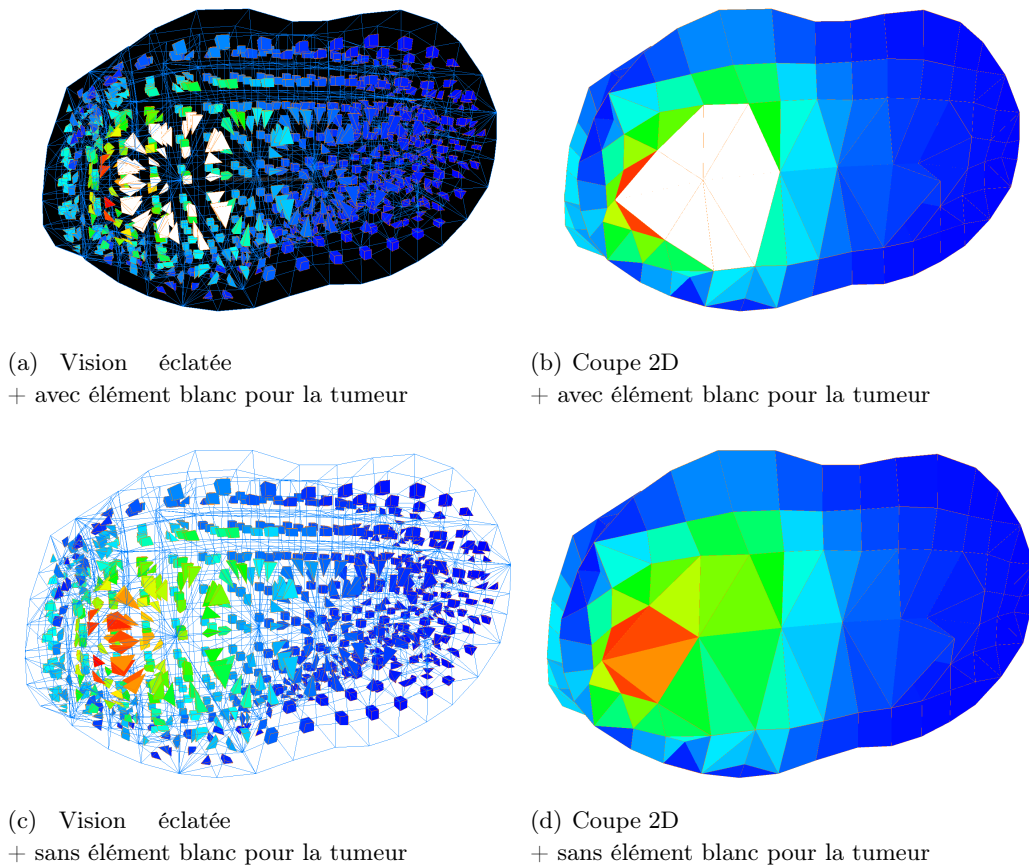 (a) Vision éclatée
+ avec élément blanc pour la tumeur
(b) Coupe 2D
+ avec élément blanc pour la tumeur
(c) Vision éclatée
+ sans élément blanc pour la tumeur
(d) Coupe 2D
+ sans élément blanc pour la tumeur